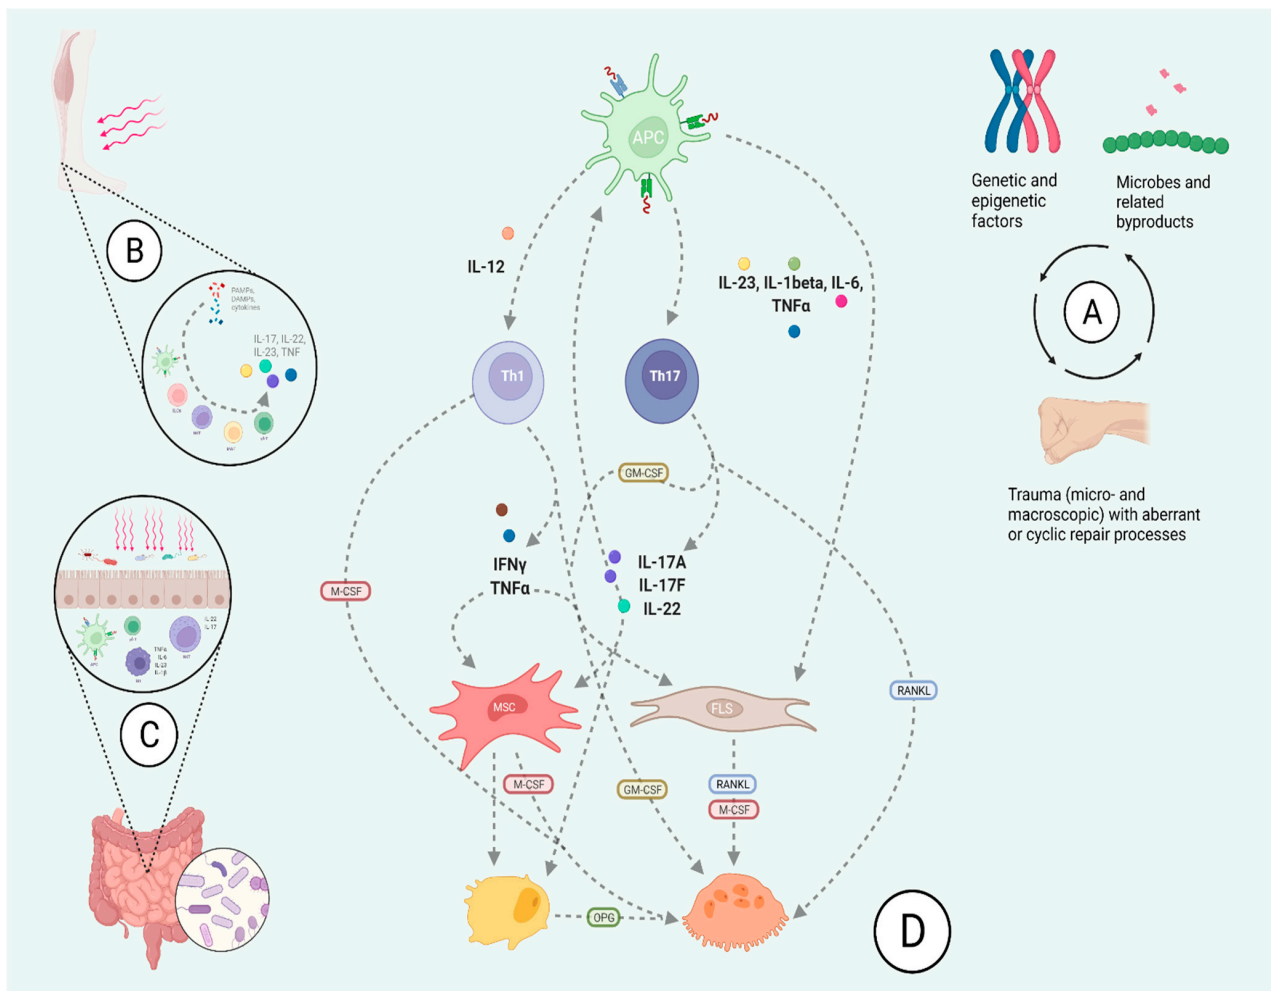 APC
Genetic and
epigenetic
factors
Microbes and
related
byproducts
A
B
PAMPs,
DAMPs,
cytokines
IL-17, IL-22,
IL-23, TNF
IL-12
IL-23, IL-1beta, IL-6,
TNFα
Th1
Th17
GM-CSF
Trauma (micro- and
macroscopic) with aberrant
or cyclic repair processes
IFNγ
TNFα
IL-17A
IL-17F
IL-22
M-CSF
RANKL
IL-22
IL-17
TNFα
IL-6
IL-23
IL-1β
APC
C
MSC
FLS
M-CSF
GM-CSF
RANKL
M-CSF
OPG
D